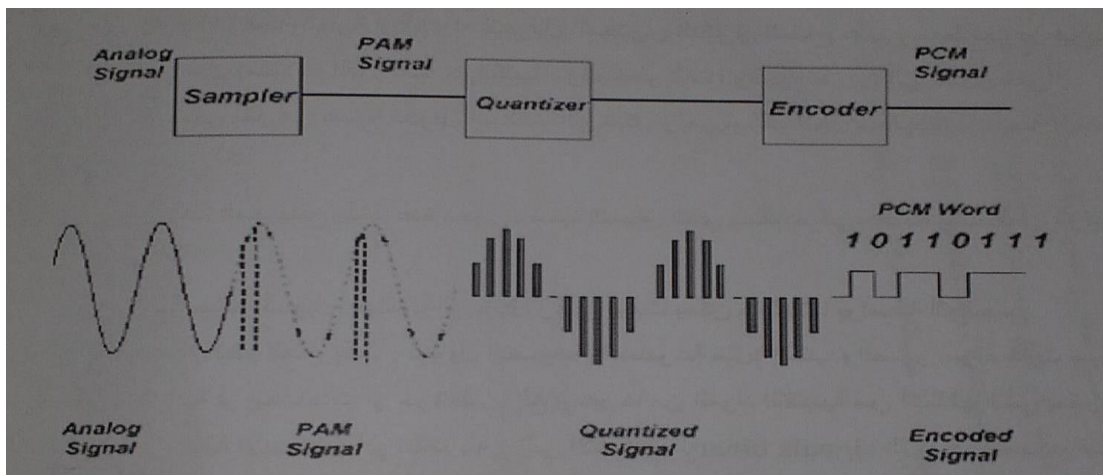 Analog
Signal
PAM
Signal
PCM
Signal
Sampler
Quantizer
Encoder
PCM Word
1 0 1 1 0 1 1 1
Analog
Signal
PAM
Signal
Quantized
Signal
Encoded
Signal